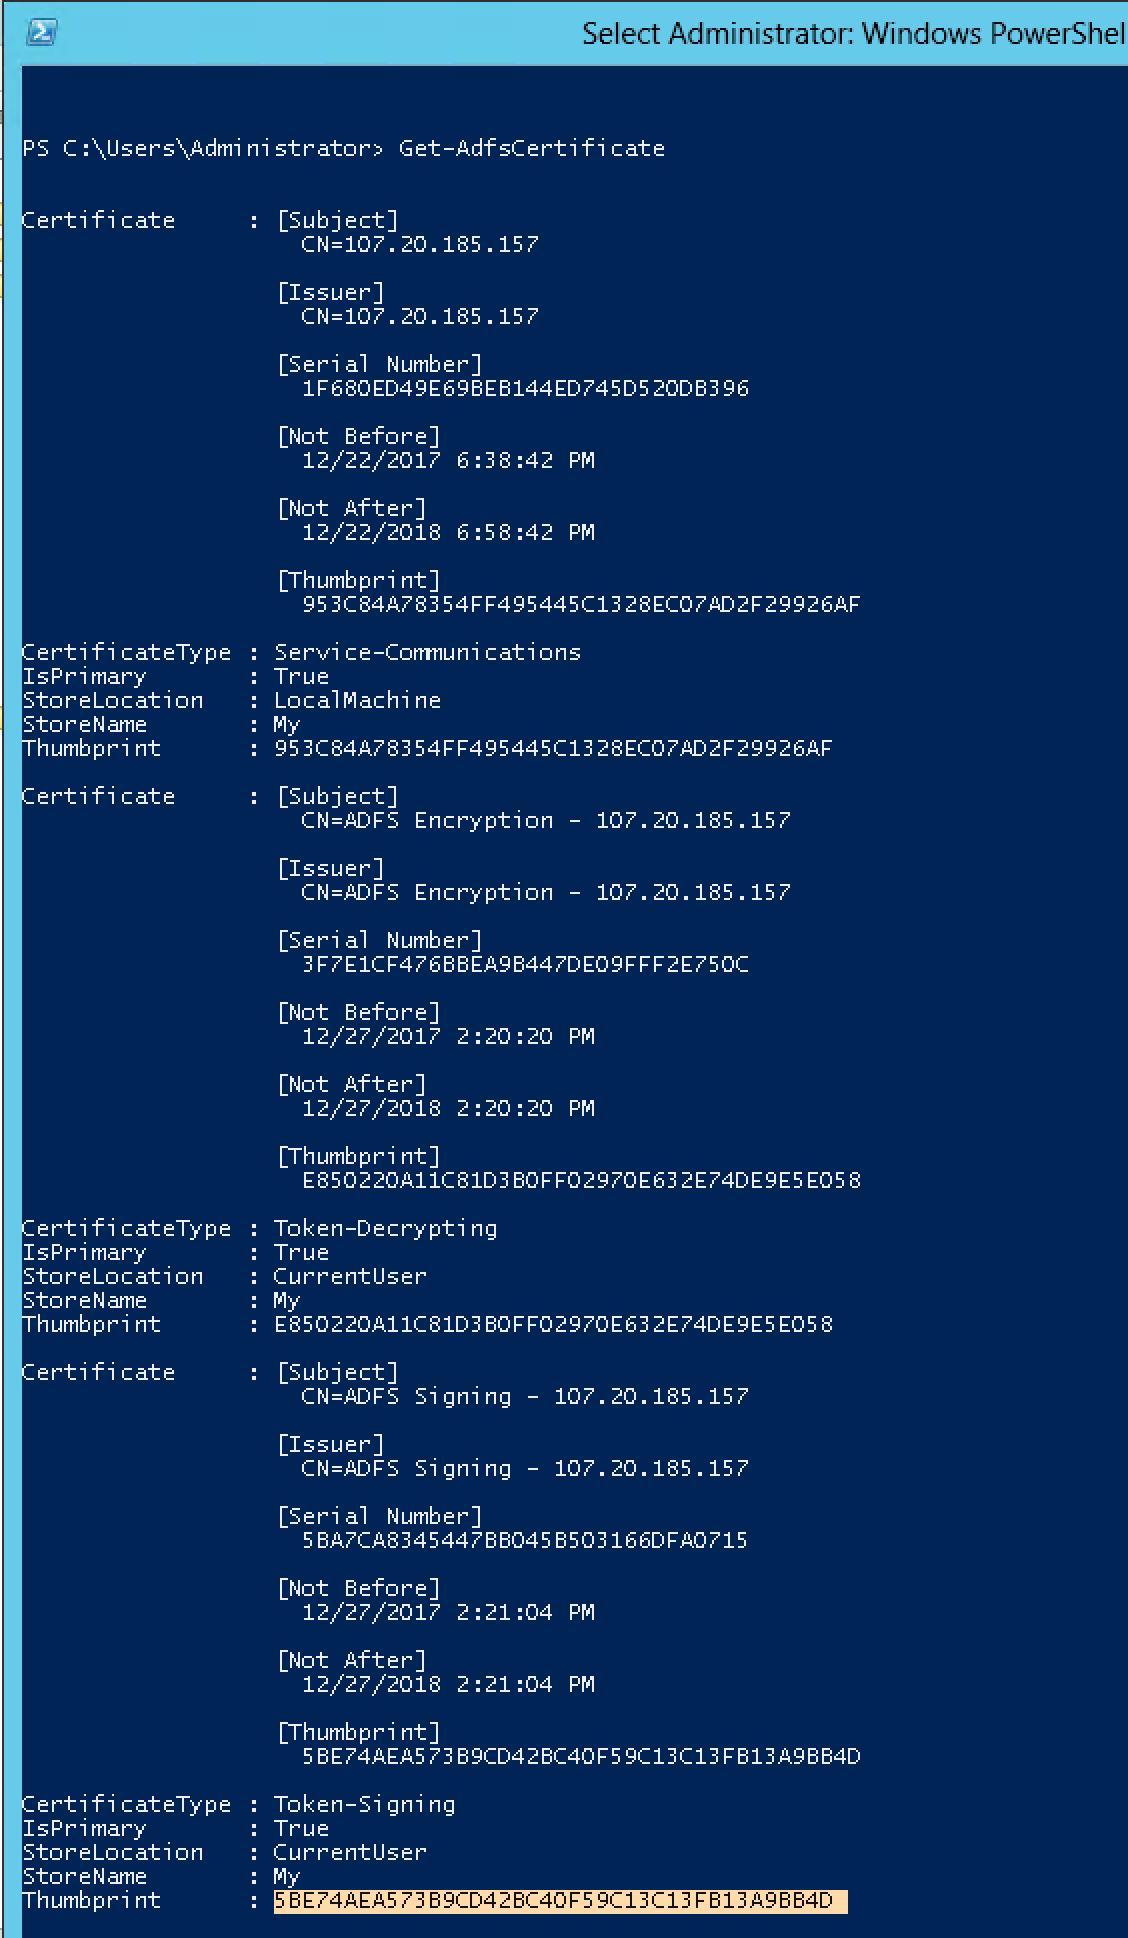 Select Administrator: Windows PowerShel
PS C:\Users\Administrator> Get-AdfsCertificate
Certificate : [Subject]
CN=107.20.185.157
[Issuer]
CN=107.20.185.157
[Serial Number]
1F680ED49E69BEB144ED745D520DB396
[Not Before]
12/22/2017 6:38:42 PM
[Not After]
12/22/2018 6:58:42 PM
[Thumbprint]
953C84A78354FF495445C1328EC07AD2F29926AF
CertificateType : Service-Communications
IsPrimary : True
StoreLocation : LocalMachine
StoreName : My
Thumbprint : 953C84A78354FF495445C1328EC07AD2F29926AF
Certificate : [Subject]
CN=ADFS Encryption - 107.20.185.157
[Issuer]
CN=ADFS Encryption - 107.20.185.157
[Serial Number]
3F7E1CF476BBEA9B447DE09FFF2E750C
[Not Before]
12/27/2017 2:20:20 PM
[Not After]
12/27/2018 2:20:20 PM
[Thumbprint]
E850220A11C81D3B0FF02970E632E74DE9E5E058
CertificateType : Token-Decrypting
IsPrimary : True
StoreLocation : CurrentUser
StoreName : My
Thumbprint : E850220A11C81D3B0FF02970E632E74DE9E5E058
Certificate : [Subject]
CN=ADFS Signing - 107.20.185.157
[Issuer]
CN=ADFS Signing - 107.20.185.157
[Serial Number]
5BA7CA8345447BB045B503166DFA0715
[Not Before]
12/27/2017 2:21:04 PM
[Not After]
12/27/2018 2:21:04 PM
[Thumbprint]
5BE74AEA573B9CD42BC40F59C13C13FB13A9BB4D
CertificateType : Token-Signing
IsPrimary : True
StoreLocation : CurrentUser
StoreName : My
Thumbprint : 5BE74AEA573B9CD42BC40F59C13C13FB13A9BB4D